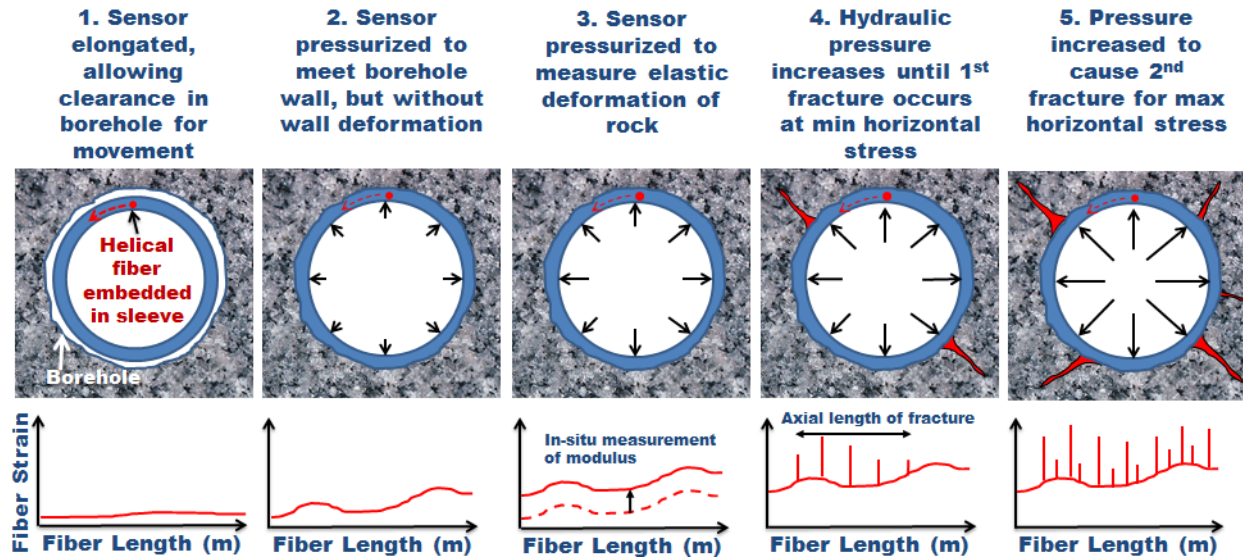 1. Sensor
elongated,
allowing
clearance in
borehole for
movement
2. Sensor
pressurized to
meet borehole
wall, but without
wall deformation
3. Sensor
pressurized to
measure elastic
deformation of
rock
4. Hydraulic
pressure
increases until 1st
fracture occurs
at min horizontal
stress
5. Pressure
increased to
cause 2nd
fracture for max
horizontal stress
Helical
fiber
embedded
in sleeve
Borehole
Fiber Strain
Fiber Length (m)
Fiber Length (m)
In-situ measurement
of modulus
Fiber Length (m)
Axial length of fracture
Fiber Length (m)
Fiber Length (m)